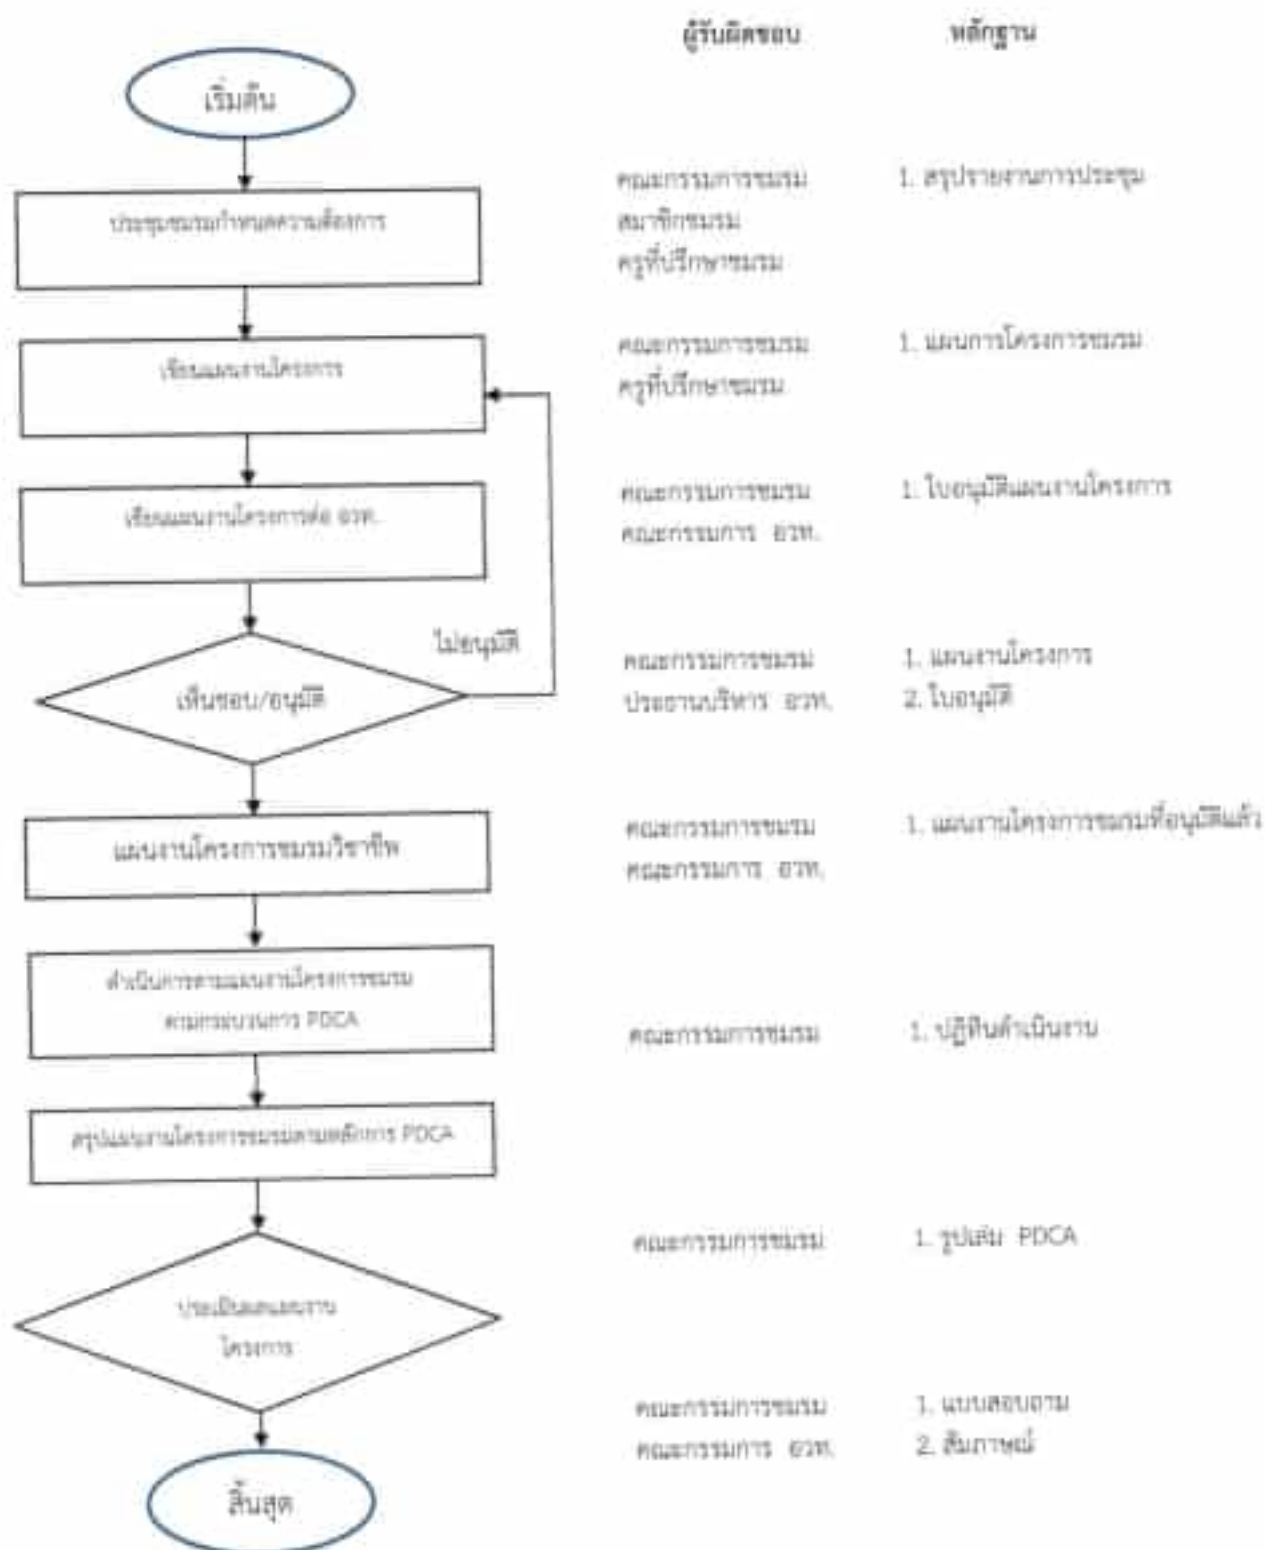 ผู้รับผิดชอบ หลักฐาน
เริ่มต้น
ประชุมชมรมกำหนดความต้องการ
คณะกรรมการชมรม 1. สรุปรายงานการประชุม
สมาชิกชมรม
ครูที่ปรึกษาชมรม
เขียนแผนงานโครงการ
คณะกรรมการชมรม 1. แผนการโครงการชมรม
ครูที่ปรึกษาชมรม
เขียนแผนงานโครงการต่อ อวท.
คณะกรรมการชมรม 1. ใบอนุมัติแผนงานโครงการ
คณะกรรมการ อวท.
ไม่อนุมัติ
เห็นชอบ/อนุมัติ
คณะกรรมการชมรม 1. แผนงานโครงการ
ประธานบริหาร อวท. 2. ใบอนุมัติ
แผนงานโครงการชมรมวิชาชีพ
คณะกรรมการชมรม 1. แผนงานโครงการชมรมที่อนุมัติแล้ว
คณะกรรมการ อวท.
ดำเนินการตามแผนงานโครงการชมรม
ตามกระบวนการ PDCA
คณะกรรมการชมรม 1. ปฏิทินดำเนินงาน
สรุปแผนงานโครงการชมรมตามหลักการ PDCA
คณะกรรมการชมรม 1. รูปเล่ม PDCA
ประเมินผลแผนงาน
โครงการ
คณะกรรมการชมรม 1. แบบสอบถาม
คณะกรรมการ อวท. 2. สัมภาษณ์
สิ้นสุด